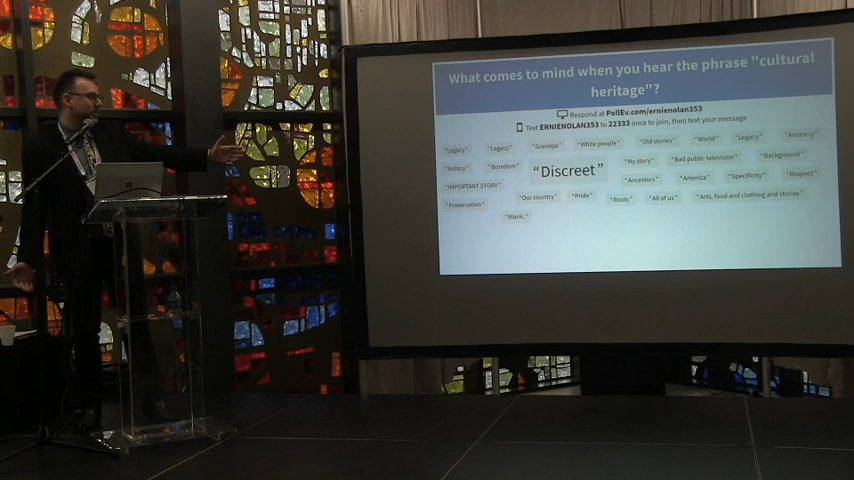 What comes to mind when you hear the phrase "cultural
heritage"?
Respond at PollEv.com/ernienolan353
Text ERNIENOLAN353 to 22333 once to join, then text your message
"Legacy" "Legacy" "Grandpa" "White people" "Old stories" "World" "Legacy" "Ancestry"
"history" "Boredom" "Discreet" "My story" "Bad public television" "Background"
"IMPORTANT STORY" "Ancestors" "America" "Specificity" "Respect"
"Preservation" "Our country" "Pride" "Roots" "All of us" "Arts, food and clothing and stories"
"Blank."